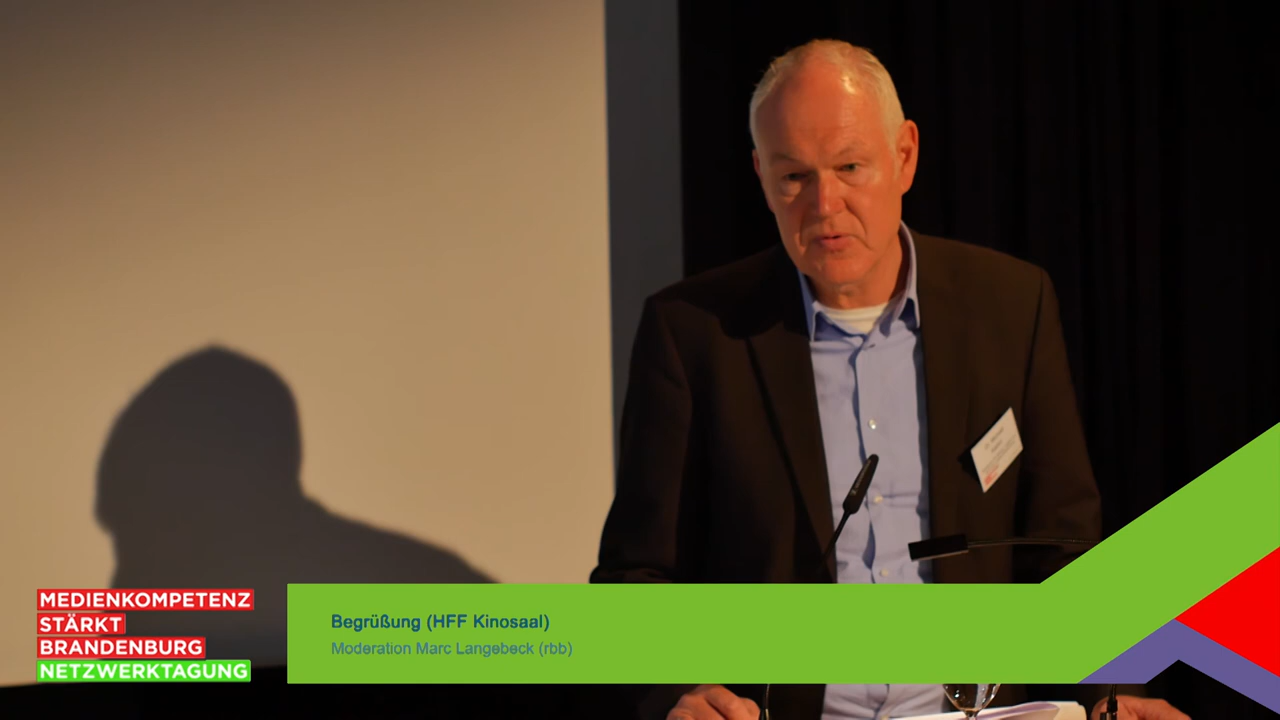 MEDIENKOMPETENZ
STÄRKT
BRANDENBURG
NETZWERKTAGUNG
Begrüßung (HFF Kinosaal)
Moderation Marc Langebeck (rbb)